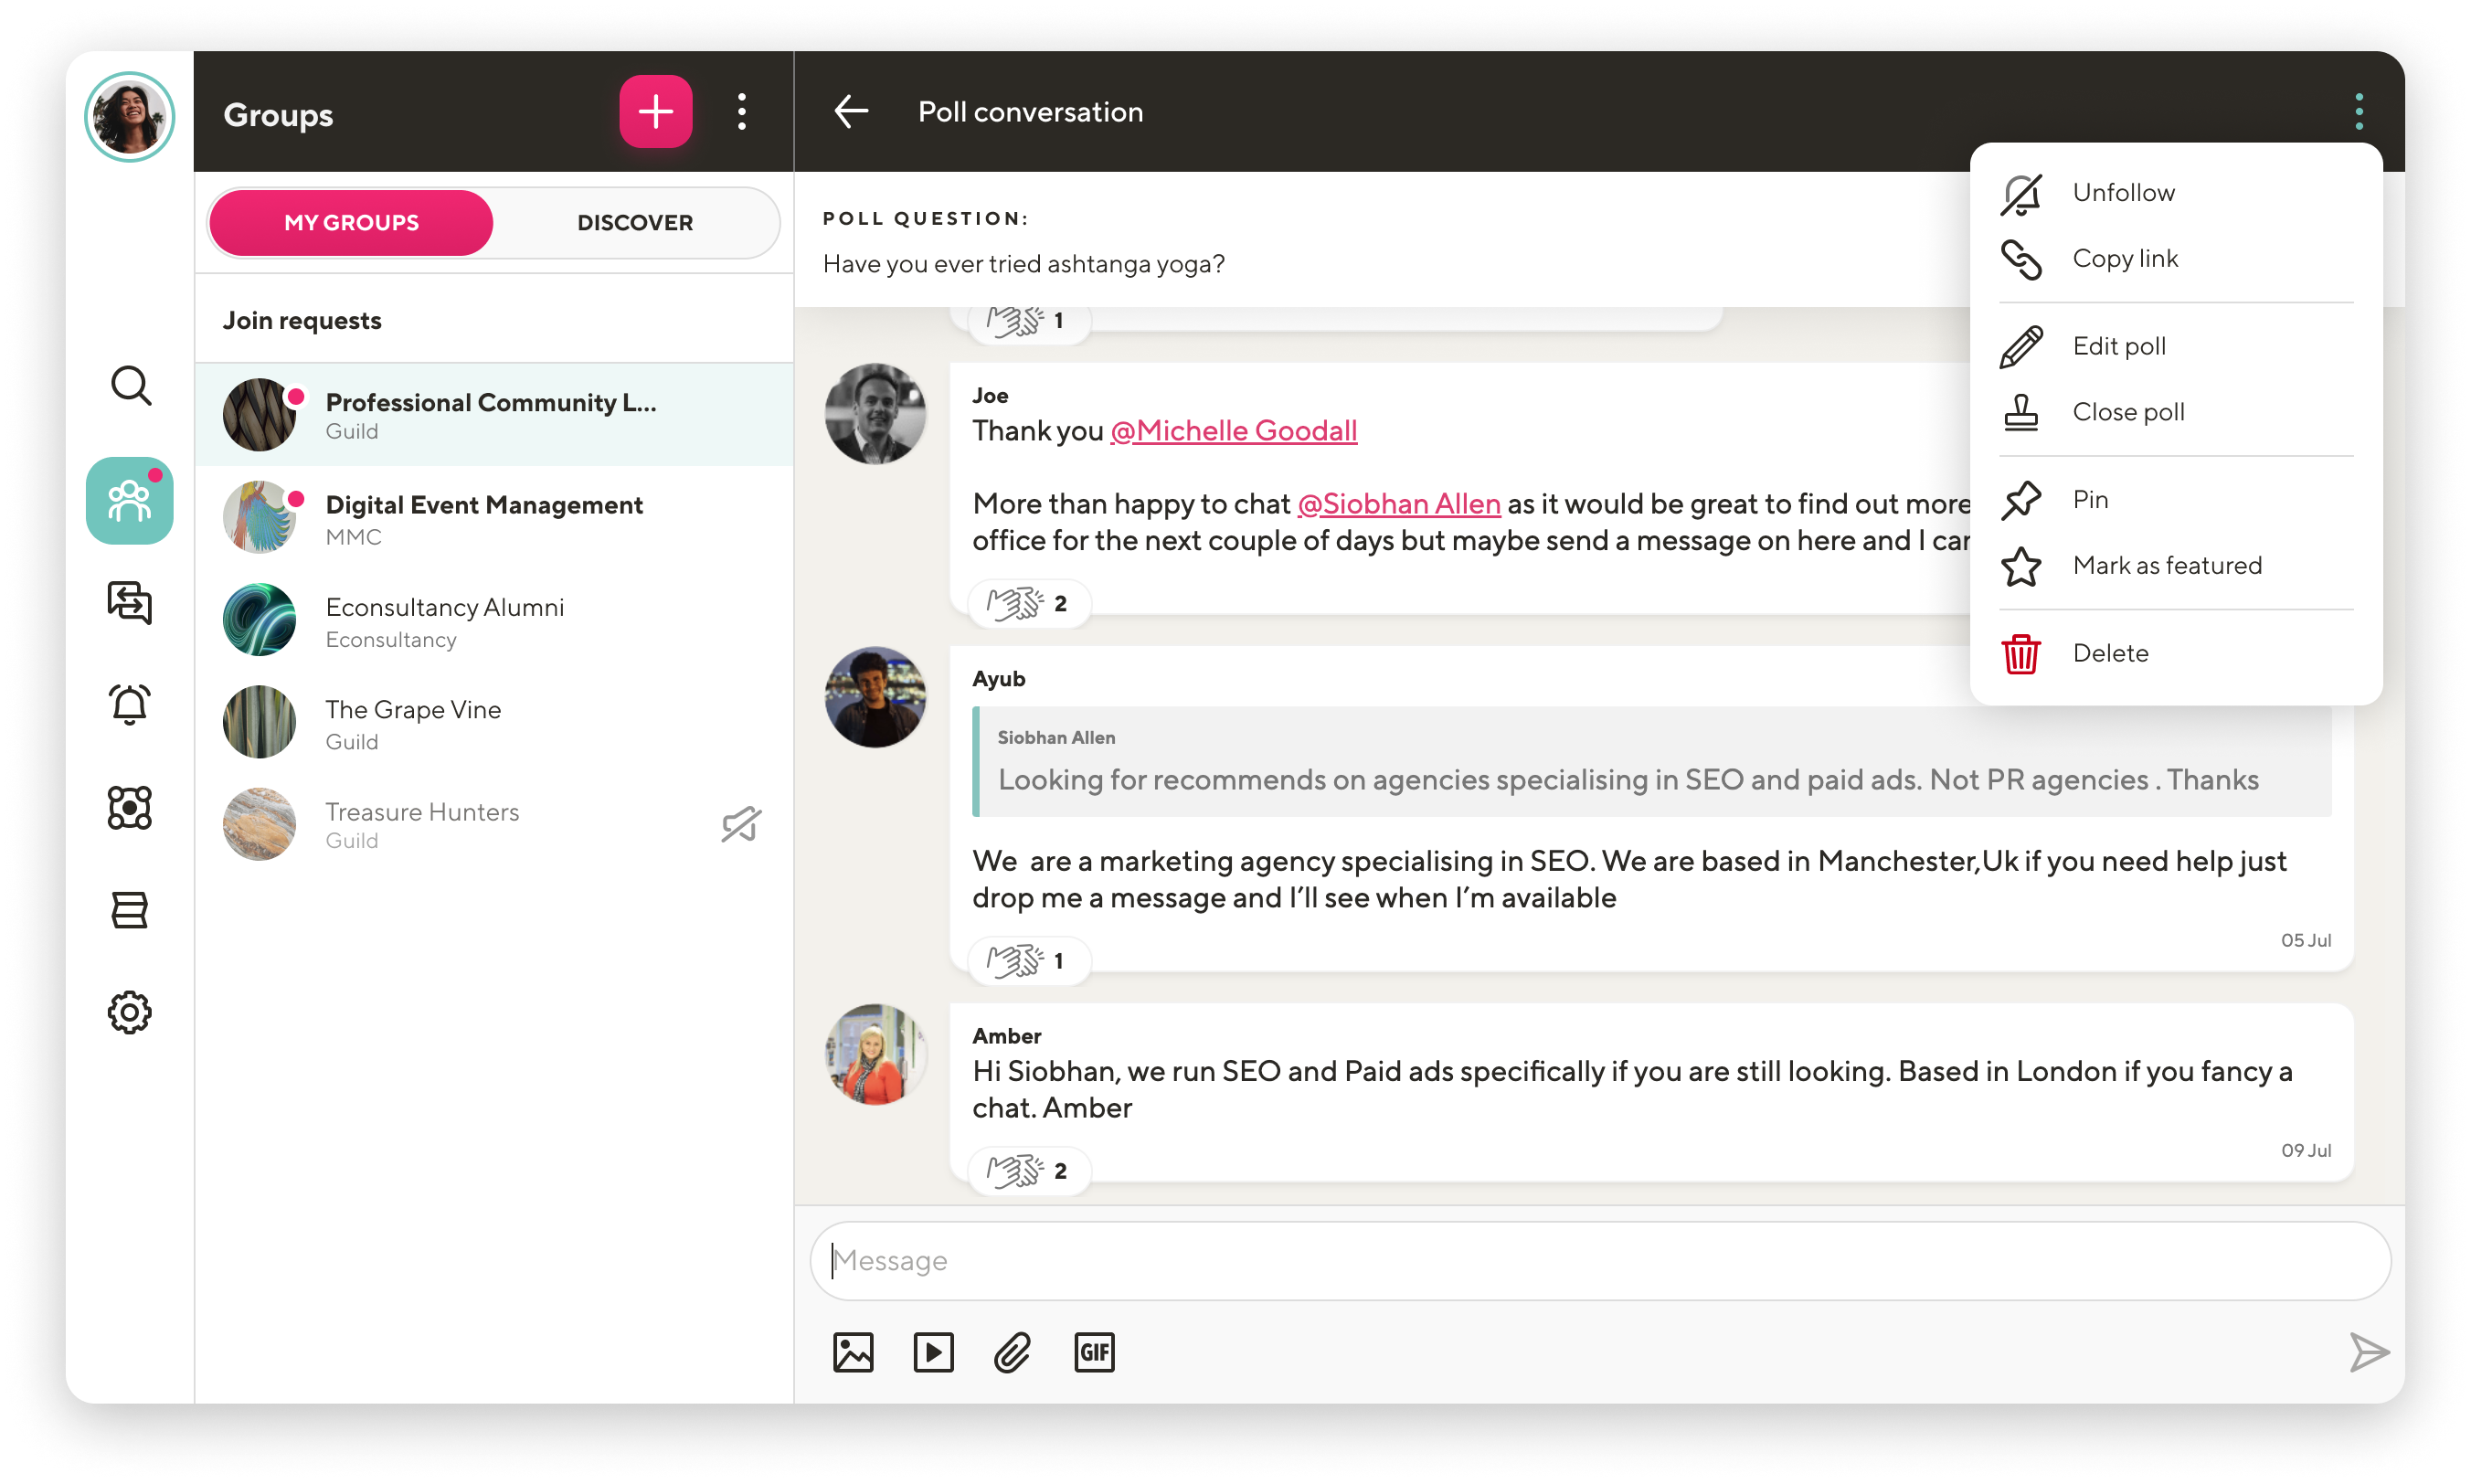 Groups
MY GROUPS
DISCOVER
Join requests
Professional Community L...
Guild
Digital Event Management
MMC
Econsultancy Alumni
Econsultancy
The Grape Vine
Guild
Treasure Hunters
Guild
Poll conversation
POLL QUESTION:
Have you ever tried ashtanga yoga?
1
Joe
Thank you @Michelle Goodall
More than happy to chat @Siobhan Allen as it would be great to find out more
office for the next couple of days but maybe send a message on here and I can
2
Ayub
Siobhan Allen
Looking for recommends on agencies specialising in SEO and paid ads. Not PR agencies . Thanks
We  are a marketing agency specialising in SEO. We are based in Manchester,Uk if you need help just
drop me a message and I’ll see when I’m available
05 Jul
1
Amber
Hi Siobhan, we run SEO and Paid ads specifically if you are still looking. Based in London if you fancy a
chat. Amber
09 Jul
2
Message
GIF
Unfollow
Copy link
Edit poll
Close poll
Pin
Mark as featured
Delete